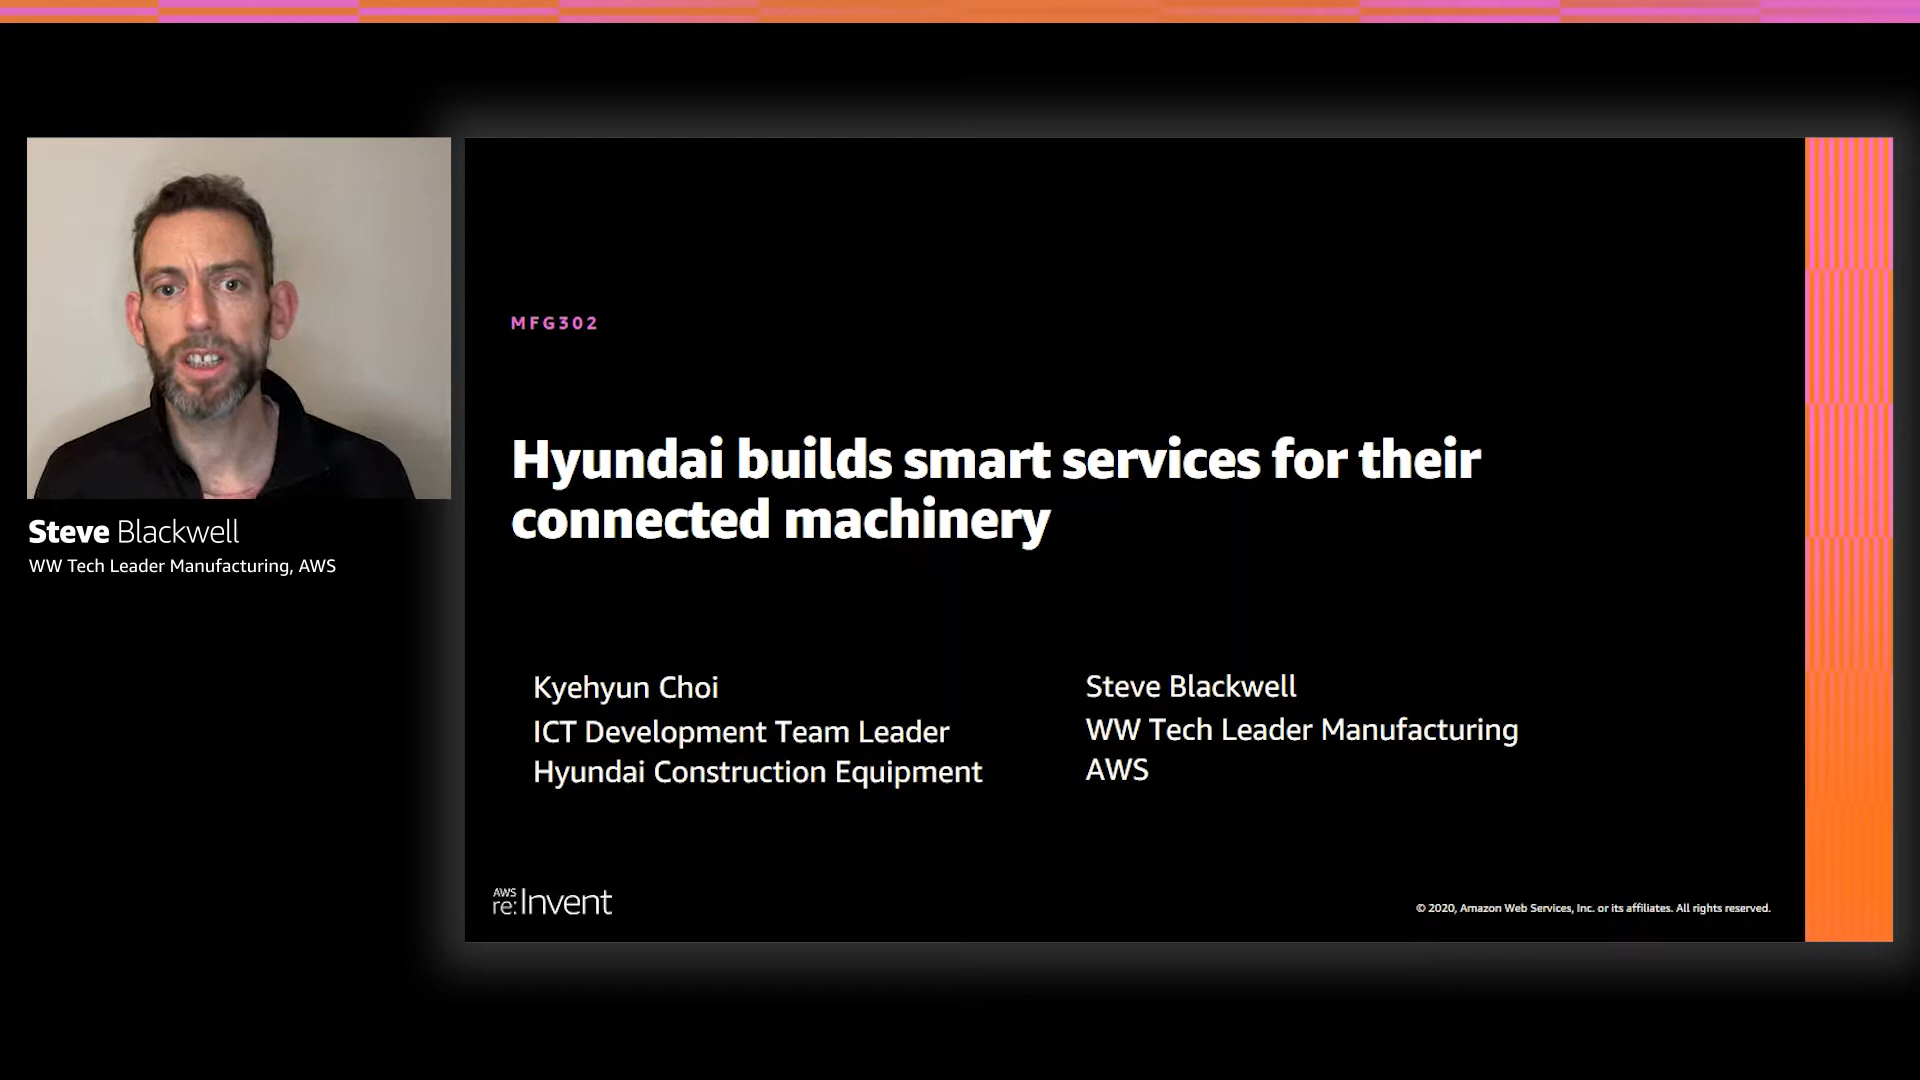 Steve Blackwell
WW Tech Leader Manufacturing, AWS
MFG302
Hyundai builds smart services for their
connected machinery
Kyehyun Choi
ICT Development Team Leader
Hyundai Construction Equipment
Steve Blackwell
WW Tech Leader Manufacturing
AWS
AWS
re:Invent
© 2020, Amazon Web Services, Inc. or its affiliates. All rights reserved.